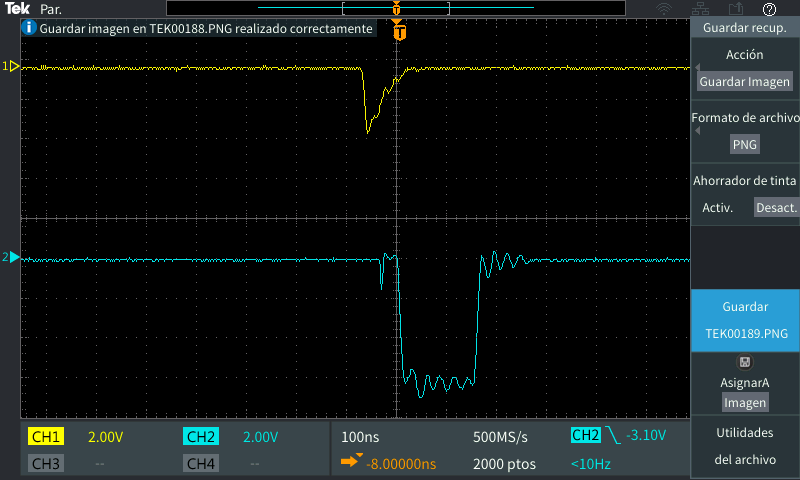 Tek Par.
T
?
i Guardar imagen en TEK00188.PNG realizado correctamente
T
1
2
Guardar recup.
Acción
Guardar Imagen
Formato de archivo
PNG
Ahorrador de tinta
Activ. Desact.
Guardar
TEK00189.PNG
AsignarA
Imagen
Utilidades
del archivo
CH1 2.00V CH2 2.00V
CH3 -- CH4 --
100ns 500MS/s CH2 -3.10V
-8.00000ns 2000 ptos <10Hz